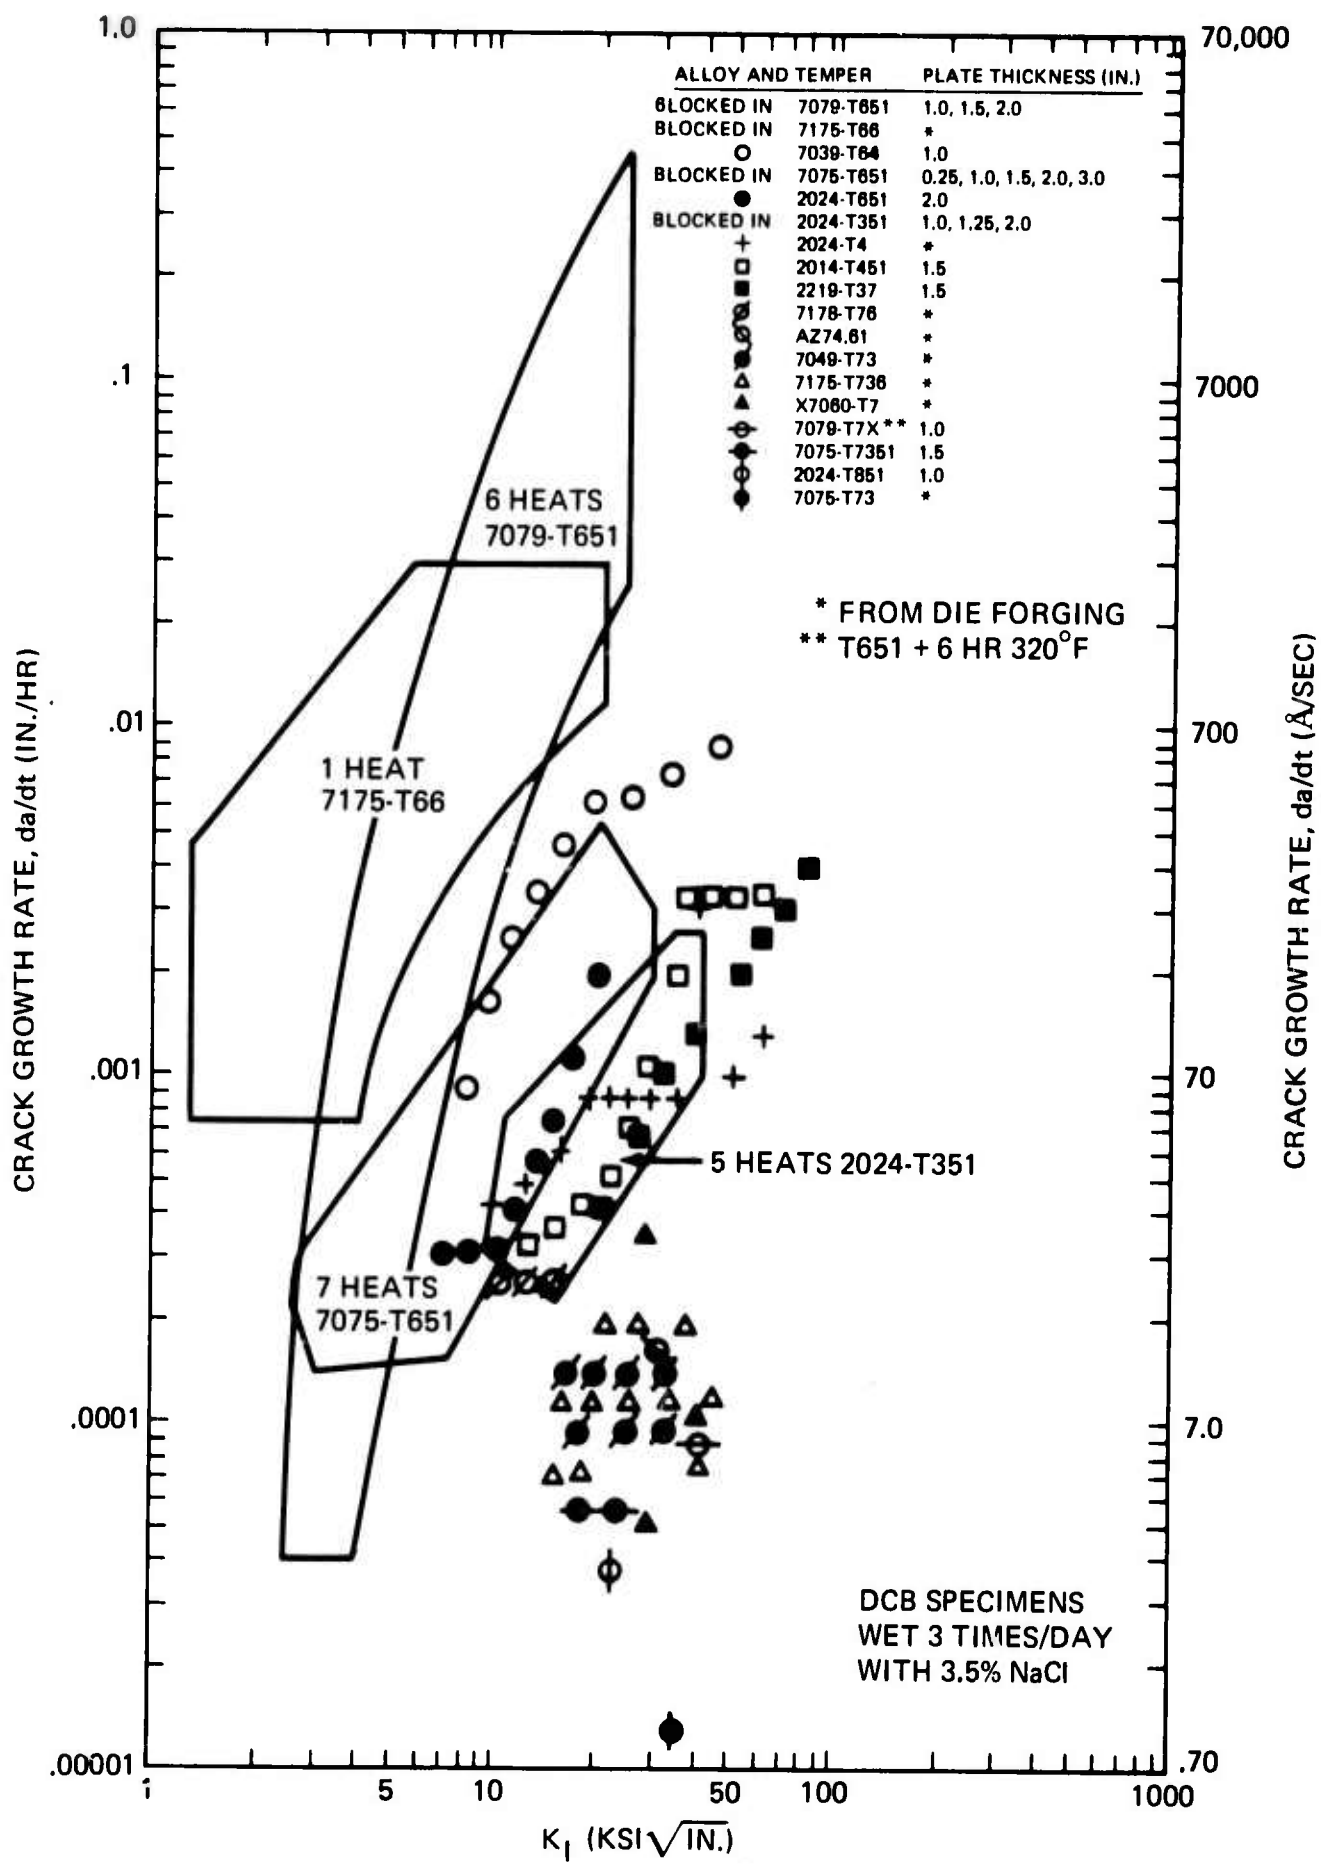 1.0
.1
.01
.001
.0001
.00001
CRACK GROWTH RATE, da/dt (IN./HR)
70,000
7000
700
70
7.0
.70
CRACK GROWTH RATE, da/dt (Å/SEC)
ALLOY AND TEMPER PLATE THICKNESS (IN.)
BLOCKED IN 7079-T651 1.0, 1.5, 2.0
BLOCKED IN 7175-T66 *
7039-T64 1.0
BLOCKED IN 7075-T651 0.25, 1.0, 1.5, 2.0, 3.0
2024-T651 2.0
BLOCKED IN 2024-T351 1.0, 1.25, 2.0
2024-T4 *
2014-T451 1.5
2219-T37 1.5
7178-T76 *
AZ74.61 *
7049-T73 *
7175-T736 *
X7060-T7 *
7079-T7X** 1.0
7075-T7351 1.5
2024-T851 1.0
7075-T73 *
* FROM DIE FORGING
** T651 + 6 HR 320°F
6 HEATS
7079-T651
1 HEAT
7175-T66
5 HEATS 2024-T351
7 HEATS
7075-T651
DCB SPECIMENS
WET 3 TIMES/DAY
WITH 3.5% NaCl
1 5 10 50 100 1000
K_I (KSI√IN.)